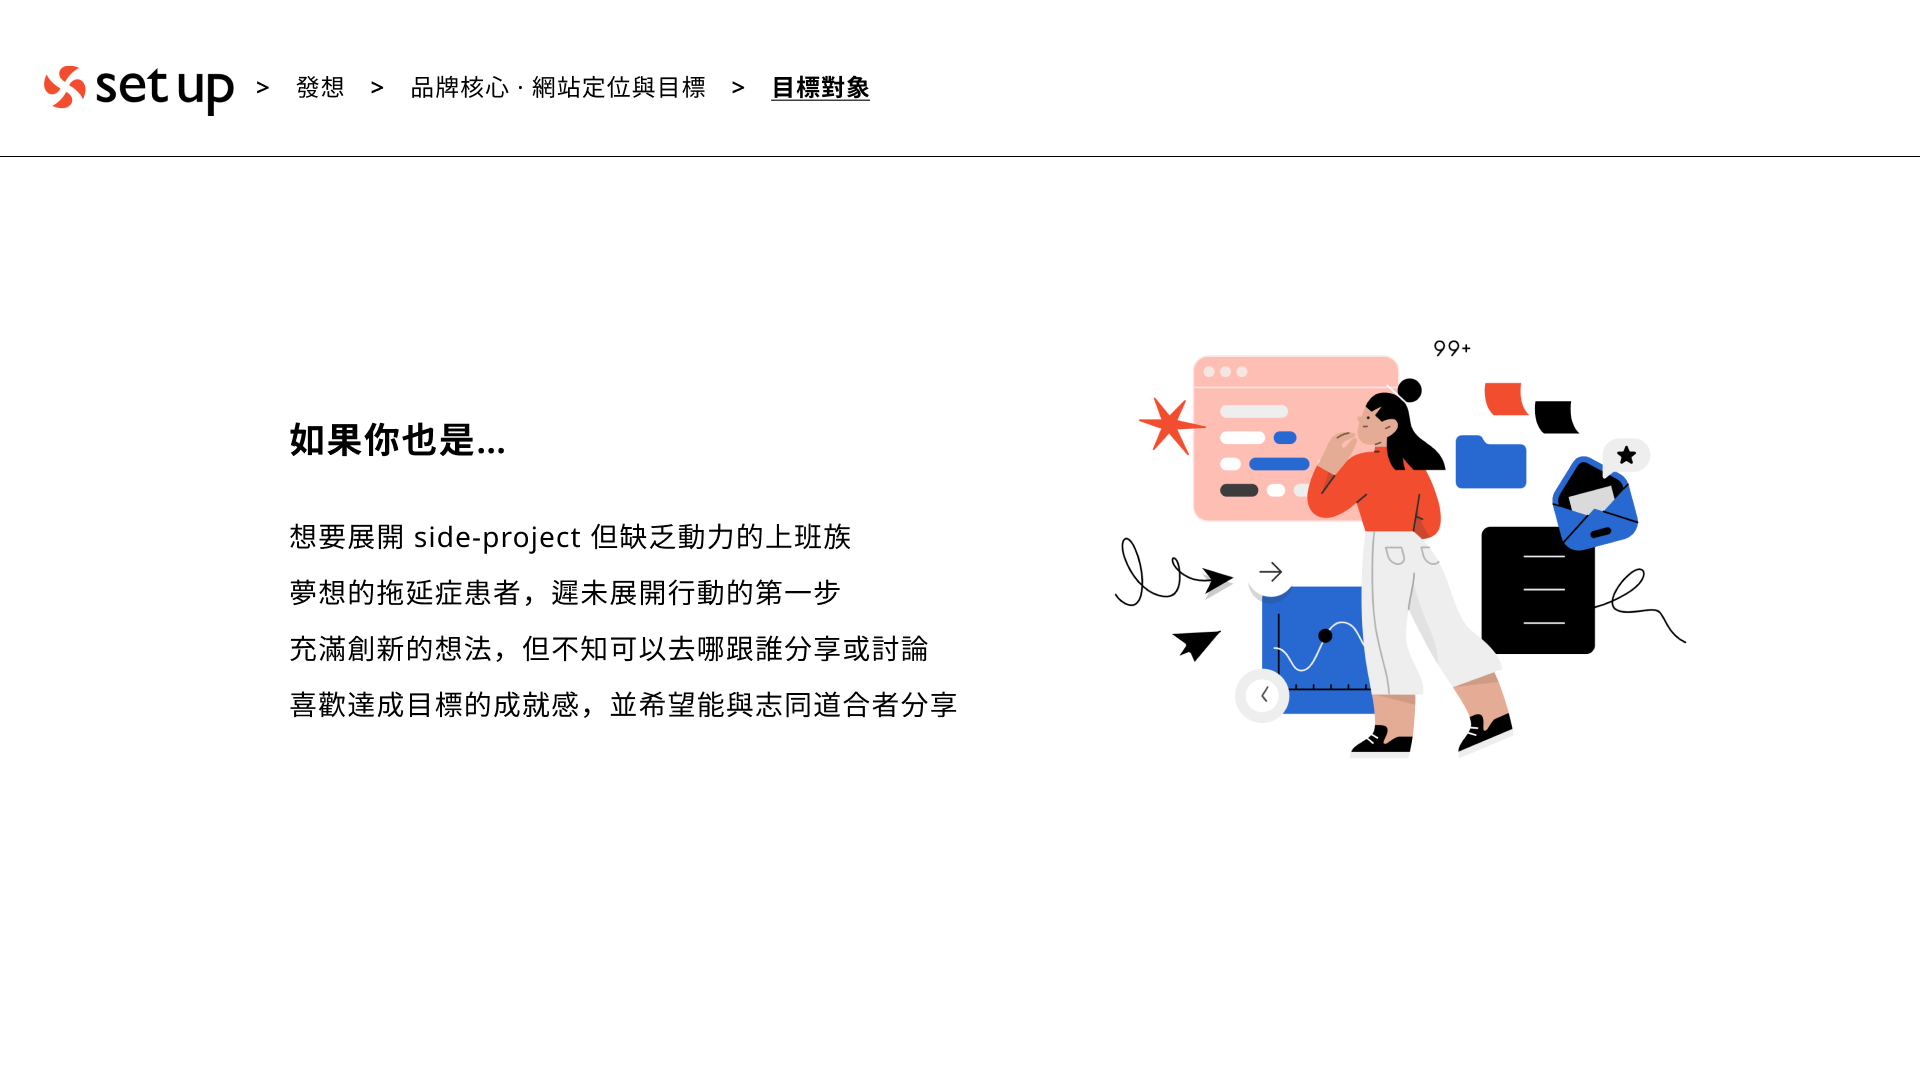 set up > 發想 > 品牌核心 · 網站定位與目標 > 目標對象
99+
如果你也是...
想要展開 side-project 但缺乏動力的上班族
夢想的拖延症患者，遲未展開行動的第一步
充滿創新的想法，但不知可以去哪跟誰分享或討論
喜歡達成目標的成就感，並希望能與志同道合者分享